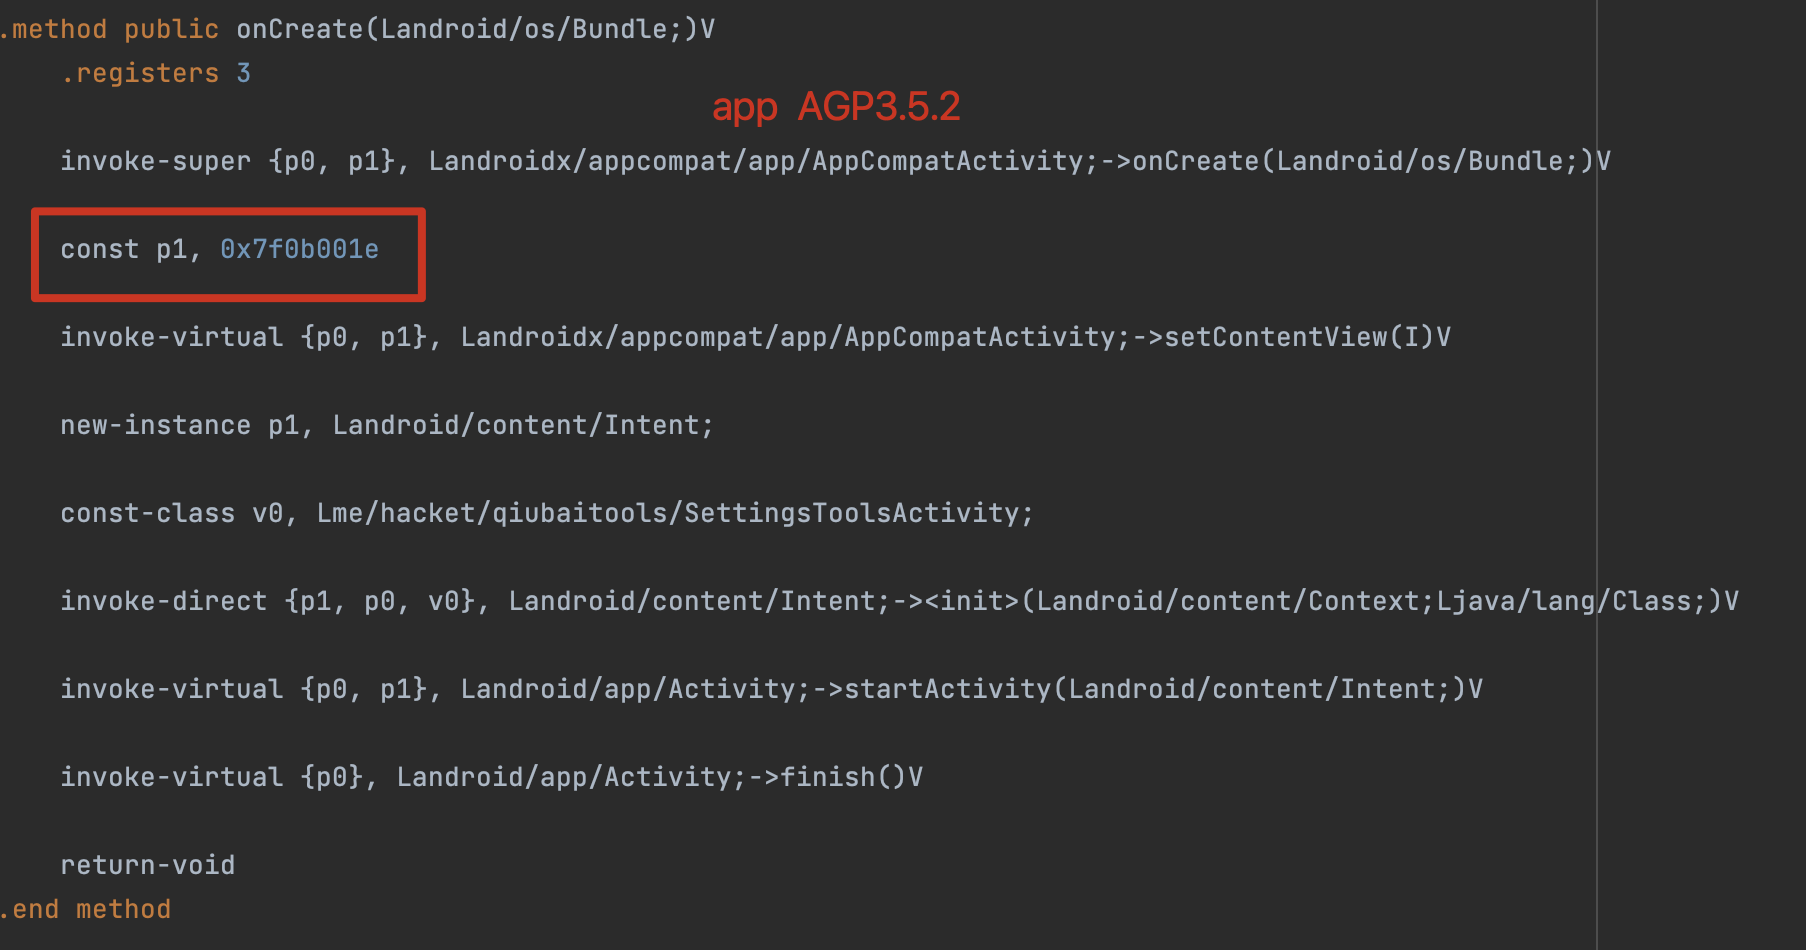 .method public onCreate(Landroid/os/Bundle;)V
.registers 3
app AGP3.5.2
invoke-super {p0, p1}, Landroidx/appcompat/app/AppCompatActivity;->onCreate(Landroid/os/Bundle;)V
const p1, 0x7f0b001e
invoke-virtual {p0, p1}, Landroidx/appcompat/app/AppCompatActivity;->setContentView(I)V
new-instance p1, Landroid/content/Intent;
const-class v0, Lme/hacket/qiubaitools/SettingsToolsActivity;
invoke-direct {p1, p0, v0}, Landroid/content/Intent;-><init>(Landroid/content/Context;Ljava/lang/Class;)V
invoke-virtual {p0, p1}, Landroid/app/Activity;->startActivity(Landroid/content/Intent;)V
invoke-virtual {p0}, Landroid/app/Activity;->finish()V
return-void
.end method